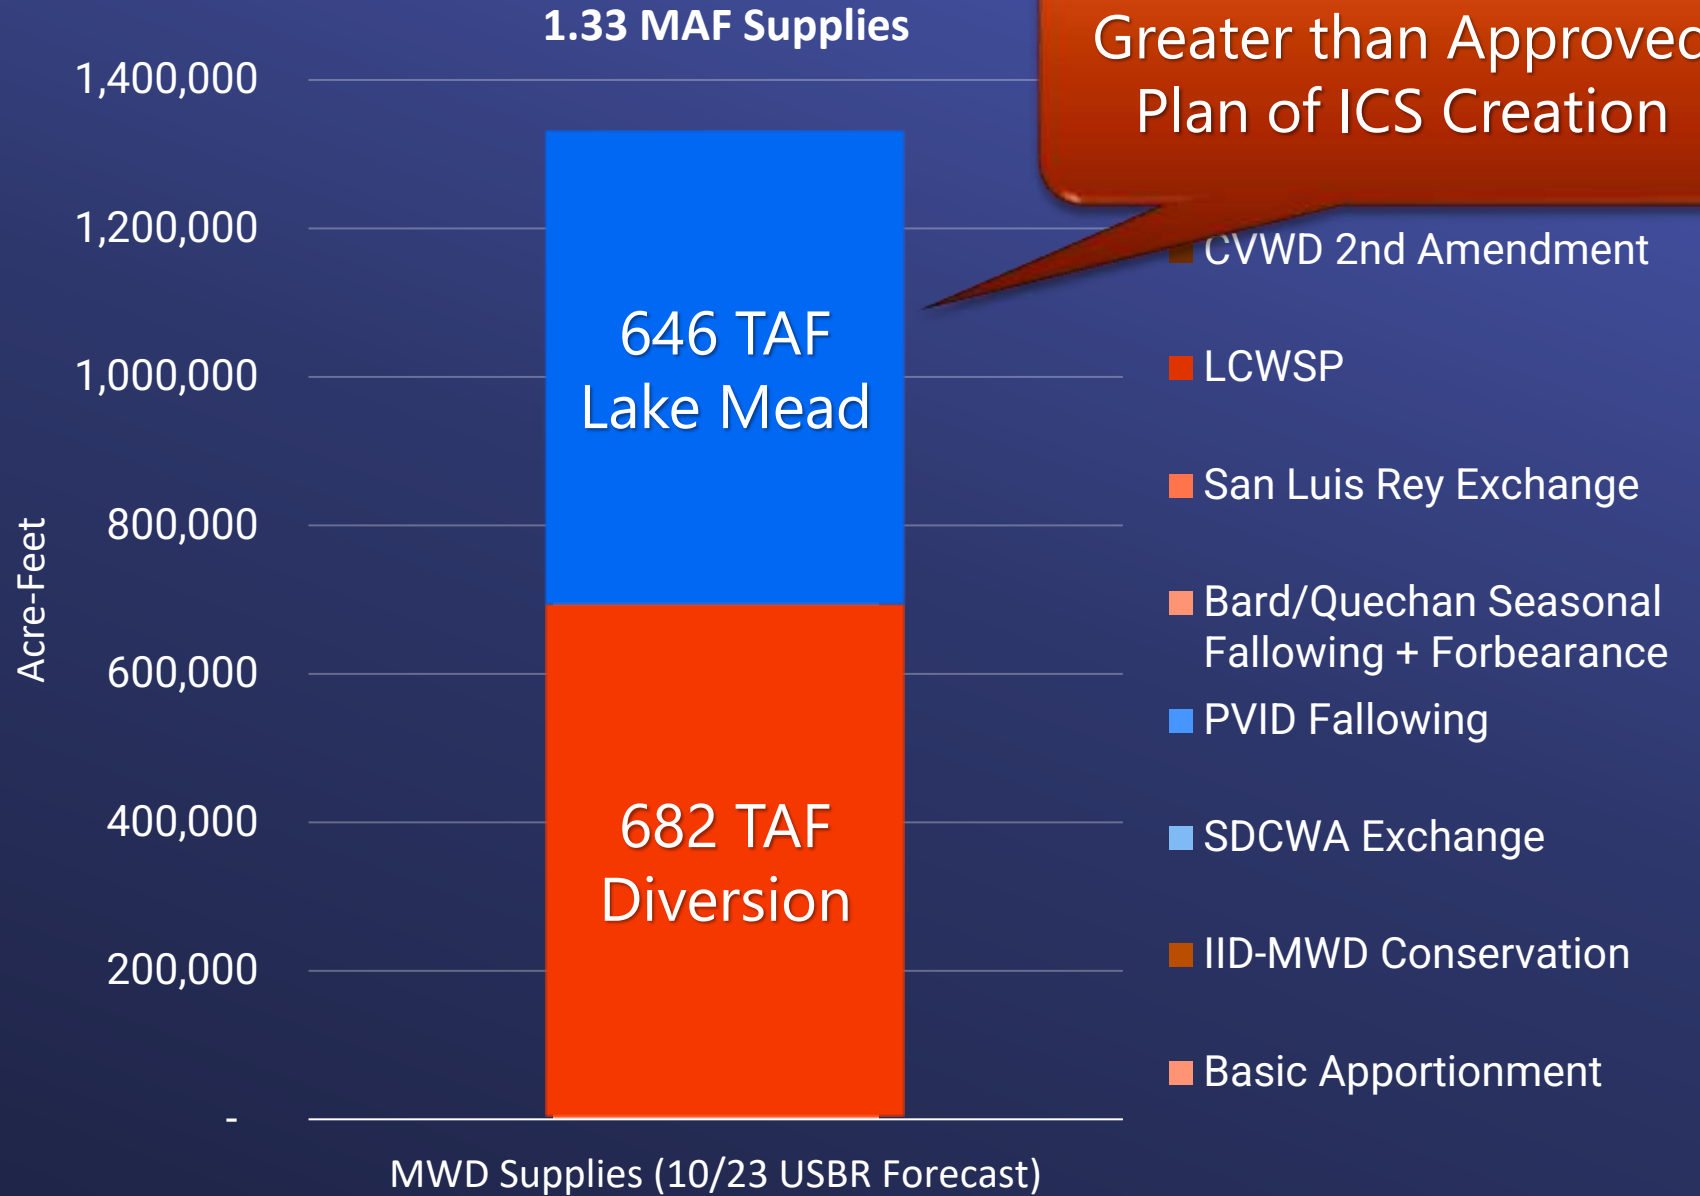 1.33 MAF Supplies
Greater than Approved
Plan of ICS Creation
1,400,000
1,200,000
1,000,000
800,000
600,000
400,000
200,000
-
Acre-Feet
646 TAF
Lake Mead
682 TAF
Diversion
MWD Supplies (10/23 USBR Forecast)
CVWD 2nd Amendment
LCWSP
San Luis Rey Exchange
Bard/Quechan Seasonal
Fallowing + Forbearance
PVID Fallowing
SDCWA Exchange
IID-MWD Conservation
Basic Apportionment